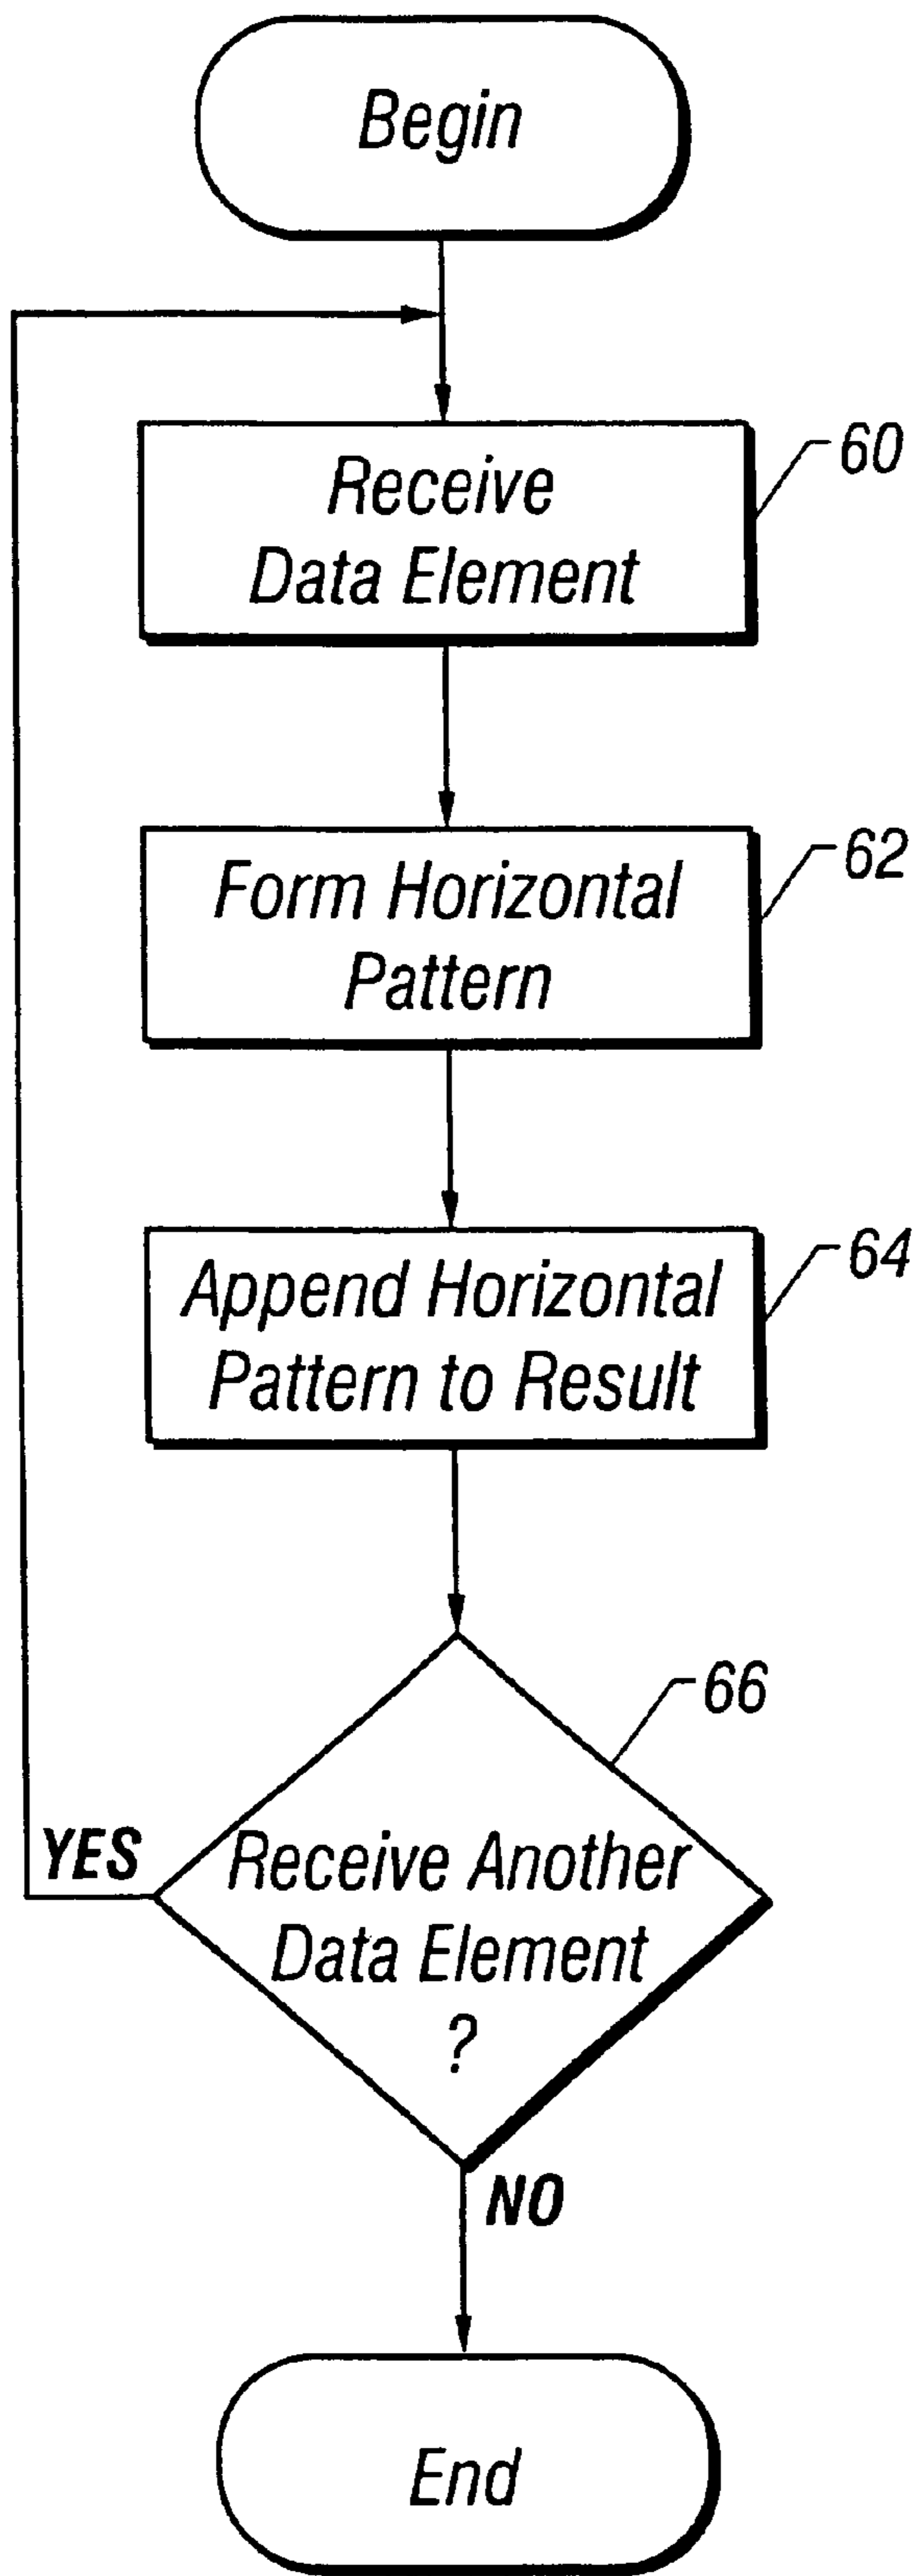 Begin
60
Receive
Data Element
62
Form Horizontal
Pattern
64
Append Horizontal
Pattern to Result
66
YES
Receive Another
Data Element
?
NO
End